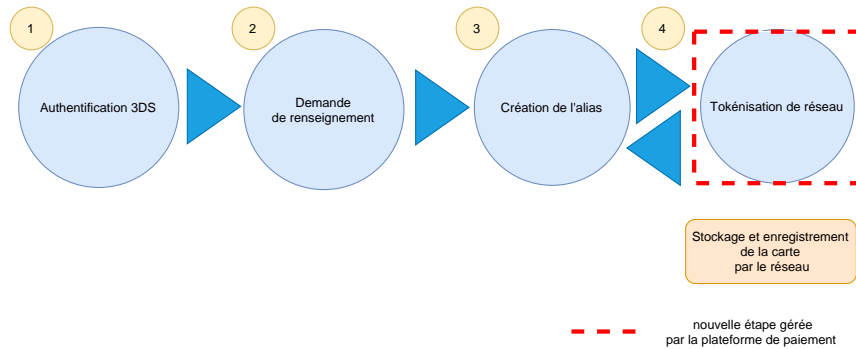 1
2
3
4
Authentification 3DS
Demande
de renseignement
Création de l'alias
Tokénisation de réseau
Stockage et enregistrement
de la carte
par le réseau
nouvelle étape gérée
par la plateforme de paiement